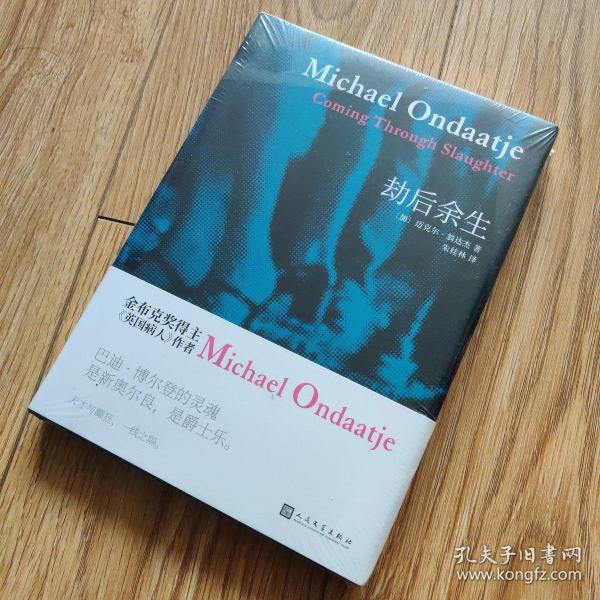 Michael Ondaatje
Coming Through Slaughter
劫后余生
〔加〕迈克尔·翁达杰 著
朱桂林 译
金布克奖得主
《英国病人》作者
Michael Ondaatje
巴迪·博尔登的灵魂
是新奥尔良，是爵士乐。
天才与癫狂，一线之隔。
人民文学出版社
孔夫子旧书网
www.kongfz.com